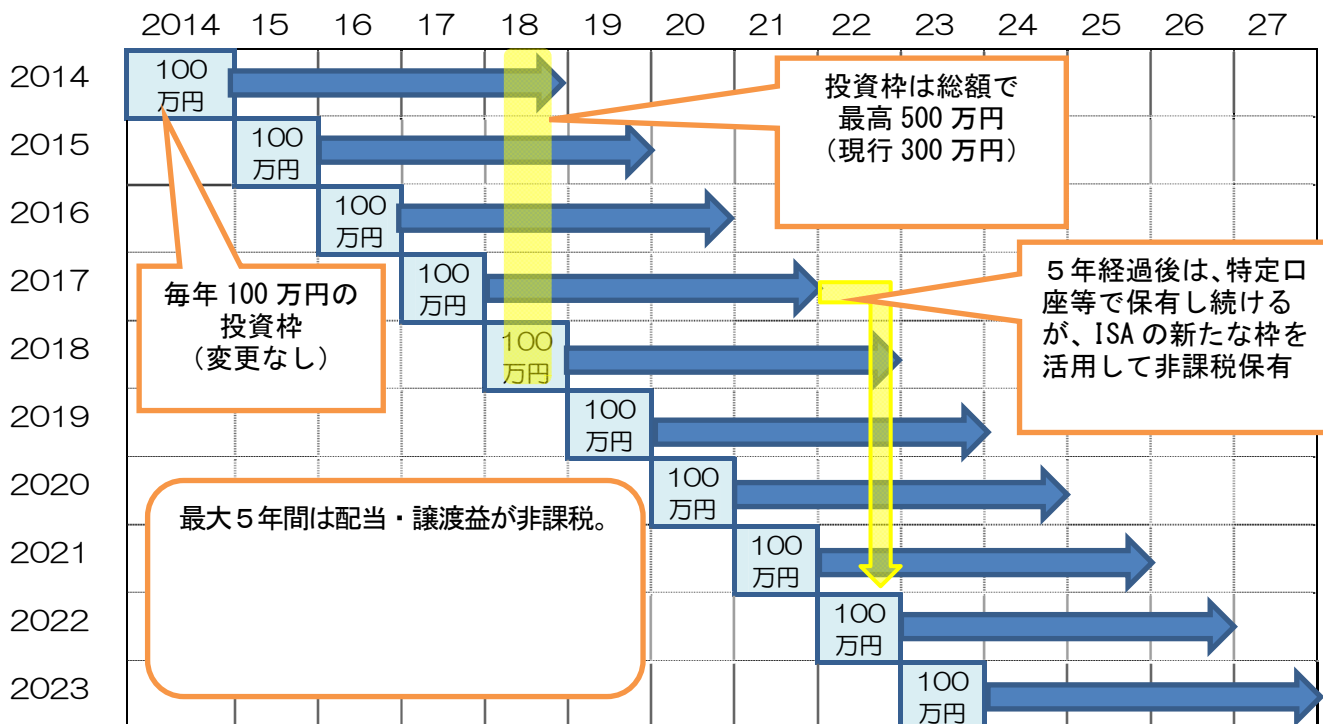 2014 15 16 17 18 19 20 21 22 23 24 25 26 27
2014
100
万円
投資枠は総額で
最高 500 万円
（現行 300 万円）
2015
100
万円
2016
100
万円
2017
100
万円
毎年 100 万円の
投資枠
（変更なし）
５年経過後は、特定口
座等で保有し続ける
が、ISA の新たな枠を
活用して非課税保有
2018
100
万円
2019
100
万円
2020
100
万円
最大５年間は配当・譲渡益が非課税。
2021
100
万円
2022
100
万円
2023
100
万円